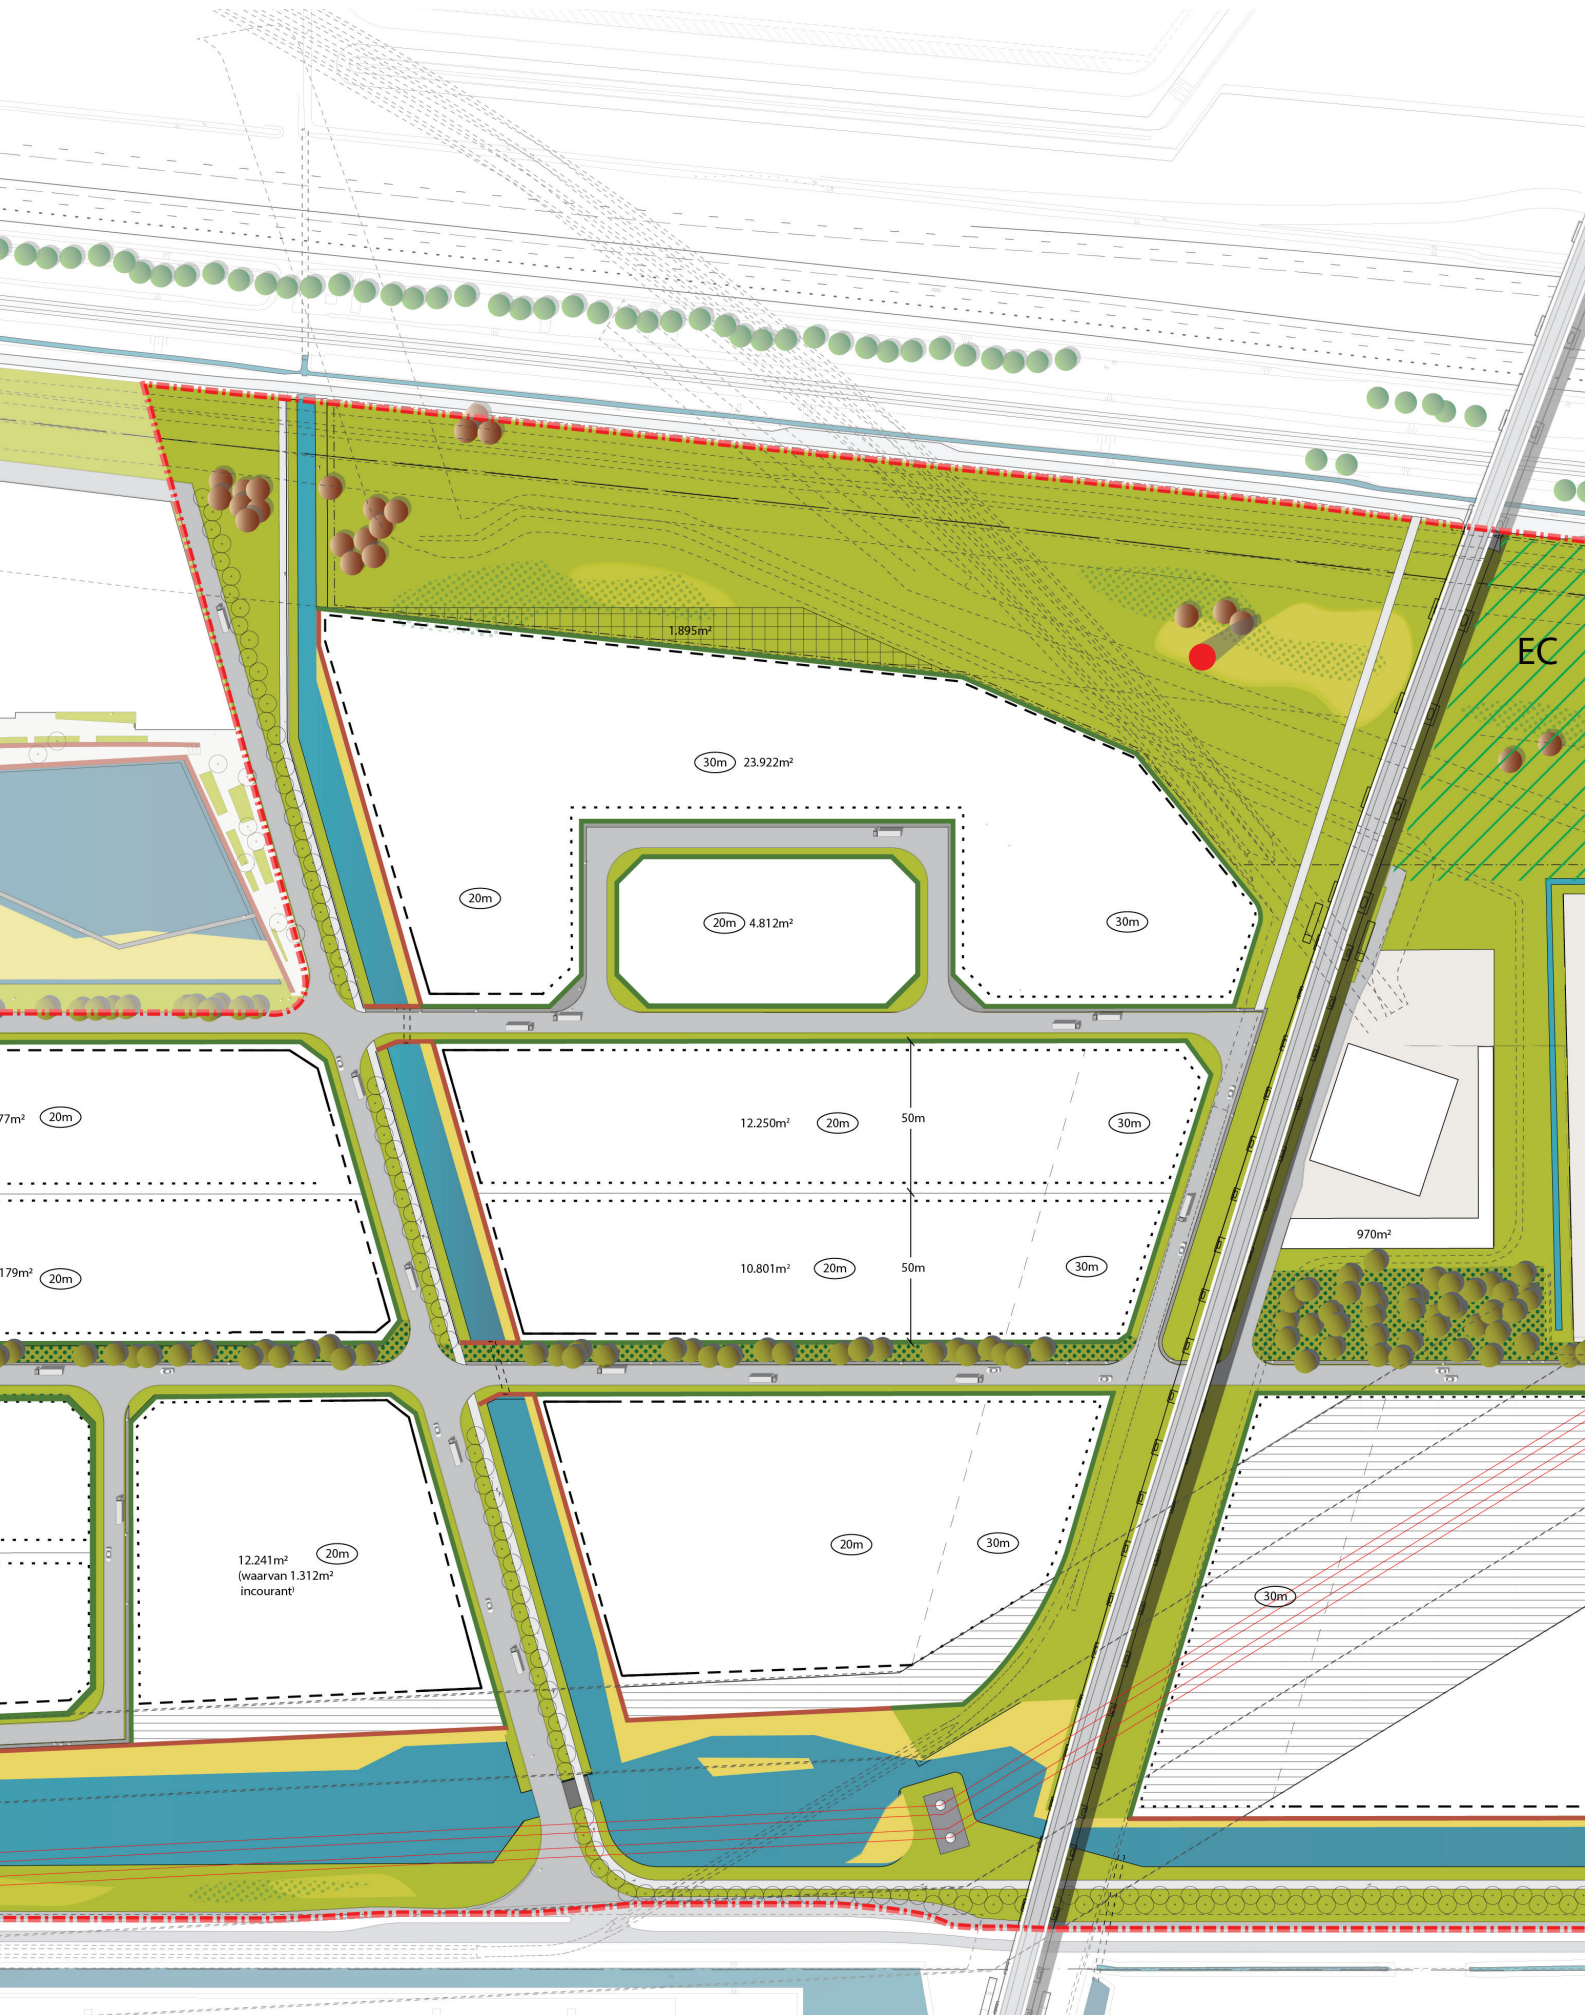 1.895m²
EC
30m 23.922m²
20m
20m 4.812m²
30m
77m² 20m
12.250m² 20m 50m 30m
179m² 20m
10.801m² 20m 50m 30m
970m²
12.241m² 20m
(waarvan 1.312m²
incourant)
20m 30m
30m